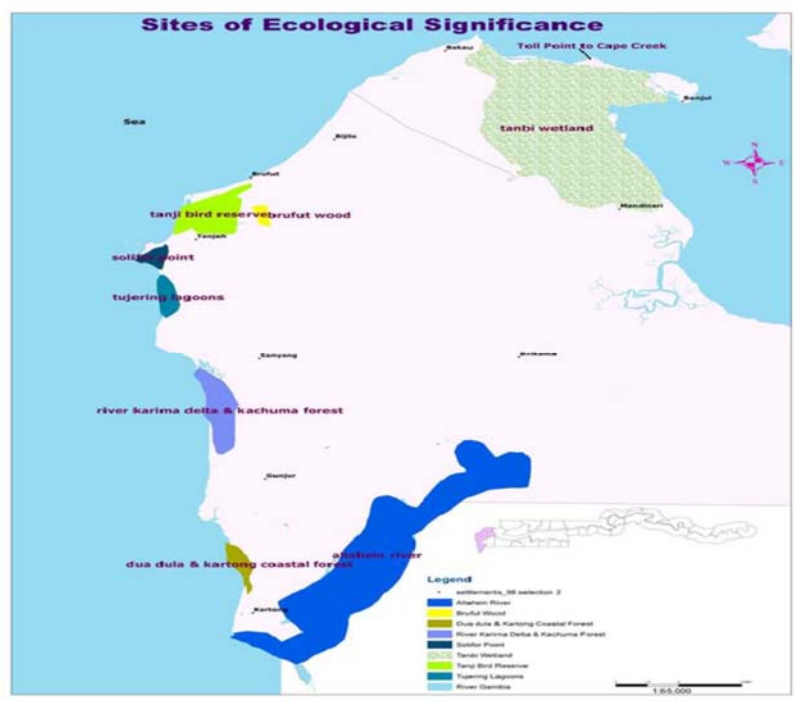 Sites of Ecological Significance
Bakau
Toll Point to Cape Creek
Banjul
Sea
tanbi wetland
Bijilo
Brufut
Mandinari
tanji bird reserve
brufut wood
Tanjeh
solifor point
tujering lagoons
Sanyang
Brikama
river karima delta & kachuma forest
Gunjur
allahein river
dua dula & kartong coastal forest
Kartong
N
W E
S
Legend
settlements_58 selection 2
Allahein River
Brufut Wood
Dua dula & Kartong Coastal Forest
River Karima Delta & Kachuma Forest
Solifor Point
Tanbi Wetland
Tanji Bird Reserve
Tujering Lagoons
River Gambia
1:65,000